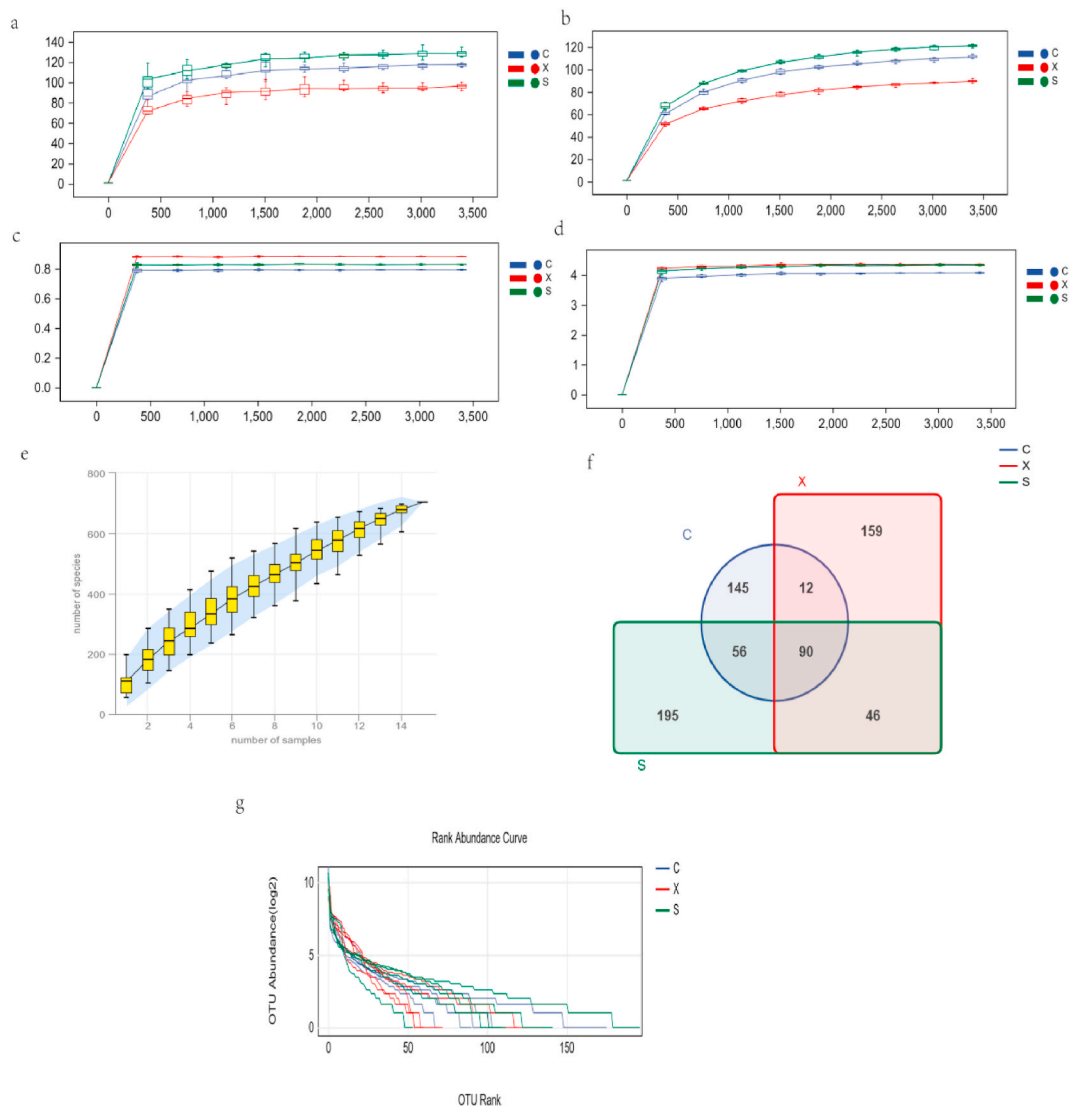 a
140
120
100
80
60
40
20
0
0 500 1,000 1,500 2,000 2,500 3,000 3,500
C
X
S
b
120
100
80
60
40
20
0
0 500 1,000 1,500 2,000 2,500 3,000 3,500
C
X
S
c
0.8
0.6
0.4
0.2
0.0
0 500 1,000 1,500 2,000 2,500 3,000 3,500
C
X
S
d
4
3
2
1
0
0 500 1,000 1,500 2,000 2,500 3,000 3,500
C
X
S
e
800
600
400
200
0
number of species
2 4 6 8 10 12 14
number of samples
f
C
X
S
X
C
159
145 12
56 90
195 46
S
g
Rank Abundance Curve
C
X
S
10
5
0
OTU Abundance(log2)
0 50 100 150
OTU Rank